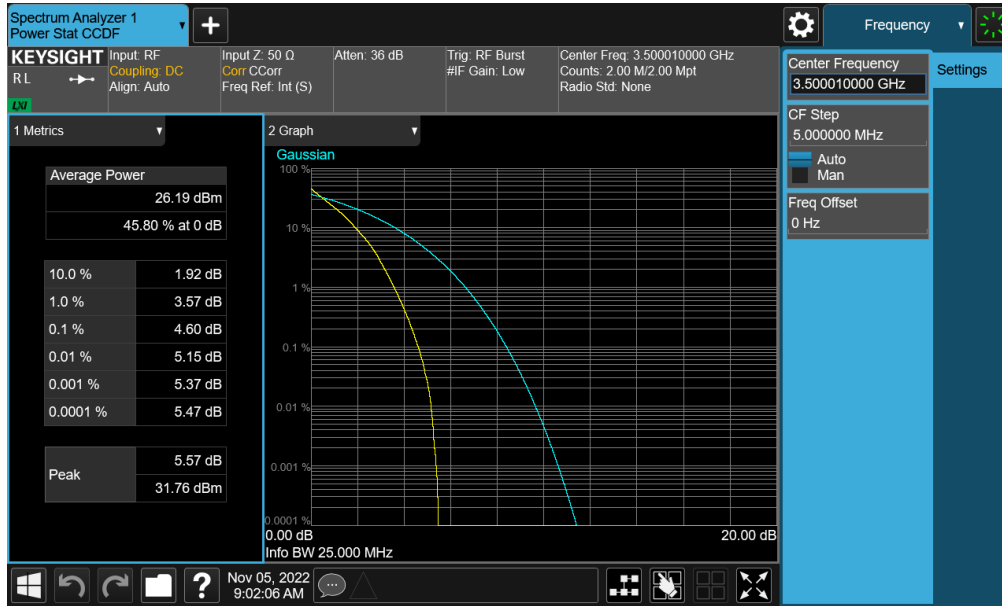 Spectrum Analyzer 1
Power Stat CCDF
+
Frequency
KEYSIGHT
R L
LXI
Input: RF
Coupling: DC
Align: Auto
Input Z: 50 Ω
Corr CCorr
Freq Ref: Int (S)
Atten: 36 dB
Trig: RF Burst
#IF Gain: Low
Center Freq: 3.500010000 GHz
Counts: 2.00 M/2.00 Mpt
Radio Std: None
Center Frequency
3.500010000 GHz
Settings
CF Step
5.000000 MHz
Auto
Man
Freq Offset
0 Hz
1 Metrics
Average Power
26.19 dBm
45.80 % at 0 dB
10.0 % 1.92 dB
1.0 % 3.57 dB
0.1 % 4.60 dB
0.01 % 5.15 dB
0.001 % 5.37 dB
0.0001 % 5.47 dB
Peak
5.57 dB
31.76 dBm
2 Graph
Gaussian
100 %
10 %
1 %
0.1 %
0.01 %
0.001 %
0.0001 %
0.00 dB 20.00 dB
Info BW 25.000 MHz
?
Nov 05, 2022
9:02:06 AM